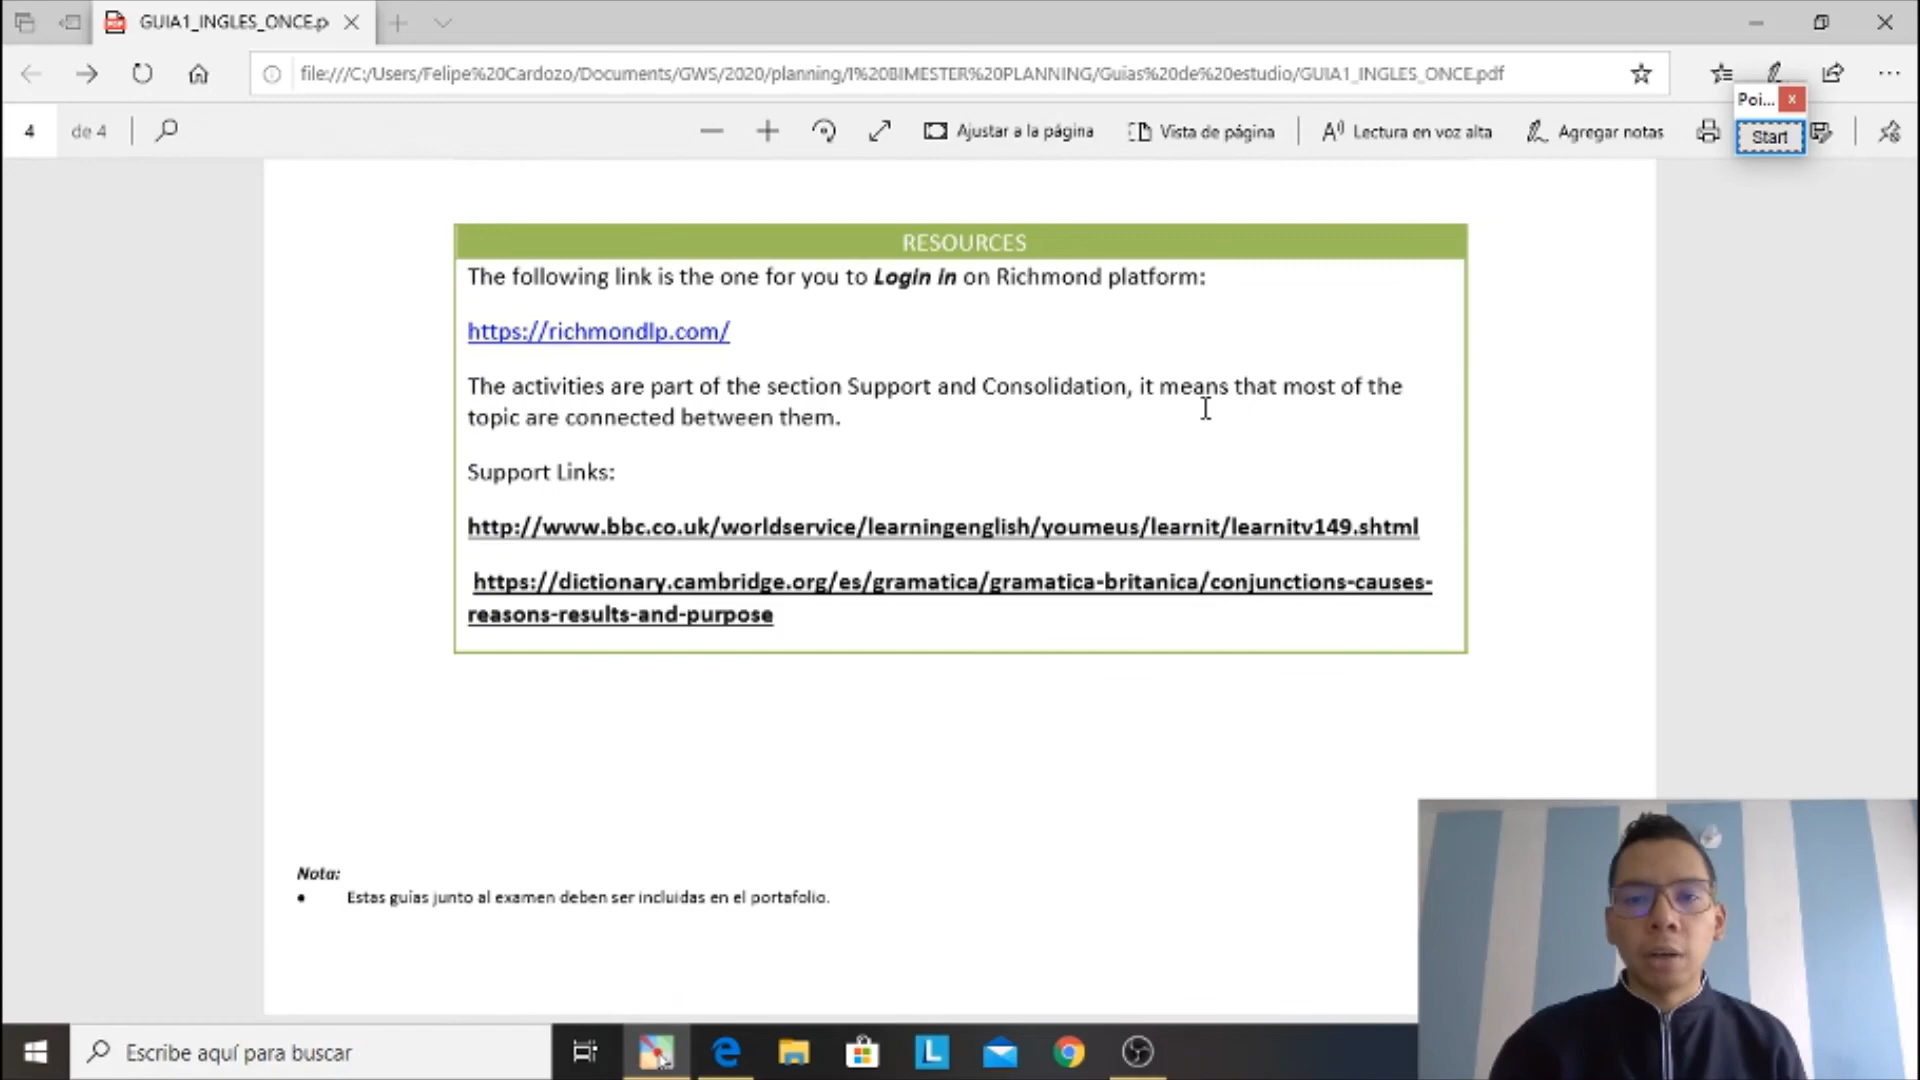 GUIA1_INGLES_ONCE.p
file:///C:/Users/Felipe%20Cardozo/Documents/GWS/2020/planning/I%20BIMESTER%20PLANNING/Guias%20de%20estudio/GUIA1_INGLES_ONCE.pdf
Poi...
4 de 4
Ajustar a la página
Vista de página
Lectura en voz alta
Agregar notas
Start
RESOURCES
The following link is the one for you to Login in on Richmond platform:
https://richmondlp.com/
The activities are part of the section Support and Consolidation, it means that most of the
topic are connected between them.
Support Links:
http://www.bbc.co.uk/worldservice/learningenglish/youmeus/learnit/learnitv149.shtml
https://dictionary.cambridge.org/es/gramatica/gramatica-britanica/conjunctions-causes-
reasons-results-and-purpose
Nota:
• Estas guías junto al examen deben ser incluidas en el portafolio.
Escribe aquí para buscar